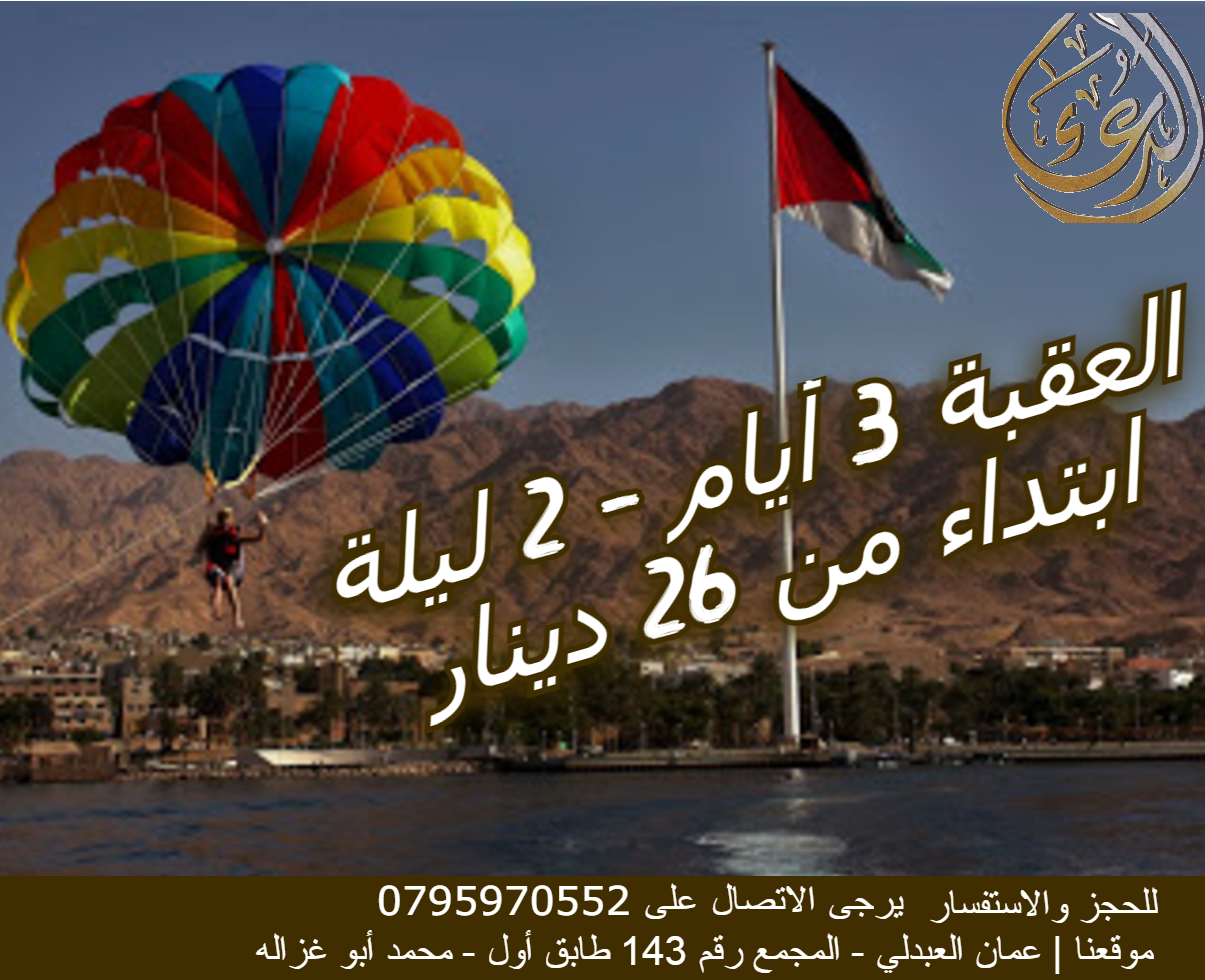 العقبة 3 أيام - 2 ليلة
ابتداء من 26 دينار
للحجز والاستفسار يرجى الاتصال على 0795970552
موقعنا | عمان العبدلي - المجمع رقم 143 طابق أول - محمد أبو غزاله